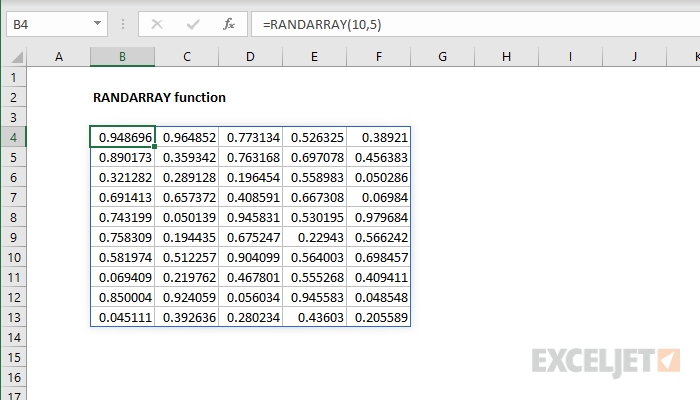 B4 fx =RANDARRAY(10,5)
A B C D E F G H I J K
1
2 RANDARRAY function
3
4 0.948696 0.964852 0.773134 0.526325 0.38921
5 0.890173 0.359342 0.763168 0.697078 0.456383
6 0.321282 0.289128 0.196454 0.558983 0.050286
7 0.691413 0.657372 0.408591 0.667308 0.06984
8 0.743199 0.050139 0.945831 0.530195 0.979684
9 0.758309 0.194435 0.675247 0.22943 0.566242
10 0.581974 0.512257 0.904099 0.564003 0.698457
11 0.069409 0.219762 0.467801 0.555268 0.409411
12 0.850004 0.924059 0.056034 0.945583 0.048548
13 0.045111 0.392636 0.280234 0.43603 0.205589
14
15
16
17
EXCELJET